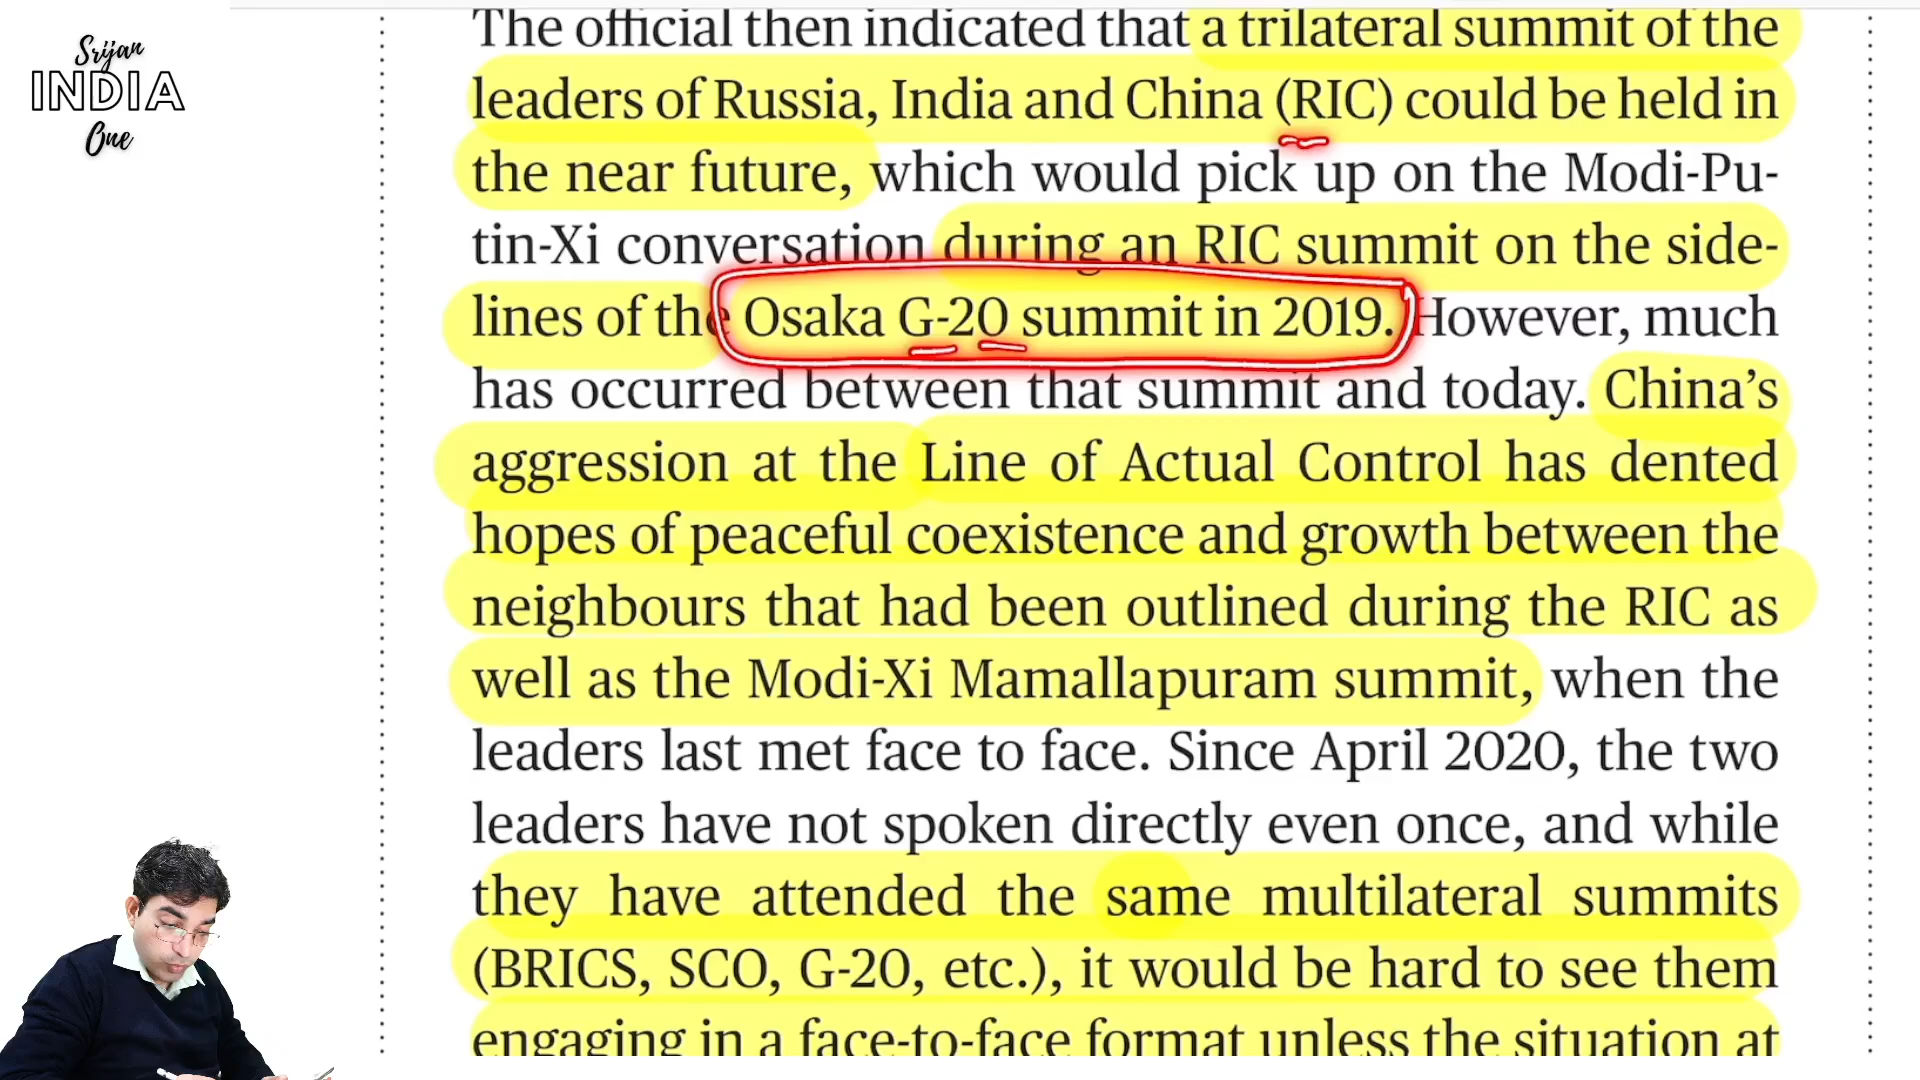 Srijan
INDIA
One
The official then indicated that a trilateral summit of the
leaders of Russia, India and China (RIC) could be held in
the near future, which would pick up on the Modi-Pu-
tin-Xi conversation during an RIC summit on the side-
lines of the Osaka G-20 summit in 2019. However, much
has occurred between that summit and today. China’s
aggression at the Line of Actual Control has dented
hopes of peaceful coexistence and growth between the
neighbours that had been outlined during the RIC as
well as the Modi-Xi Mamallapuram summit, when the
leaders last met face to face. Since April 2020, the two
leaders have not spoken directly even once, and while
they have attended the same multilateral summits
(BRICS, SCO, G-20, etc.), it would be hard to see them
engaging in a face-to-face format unless the situation at